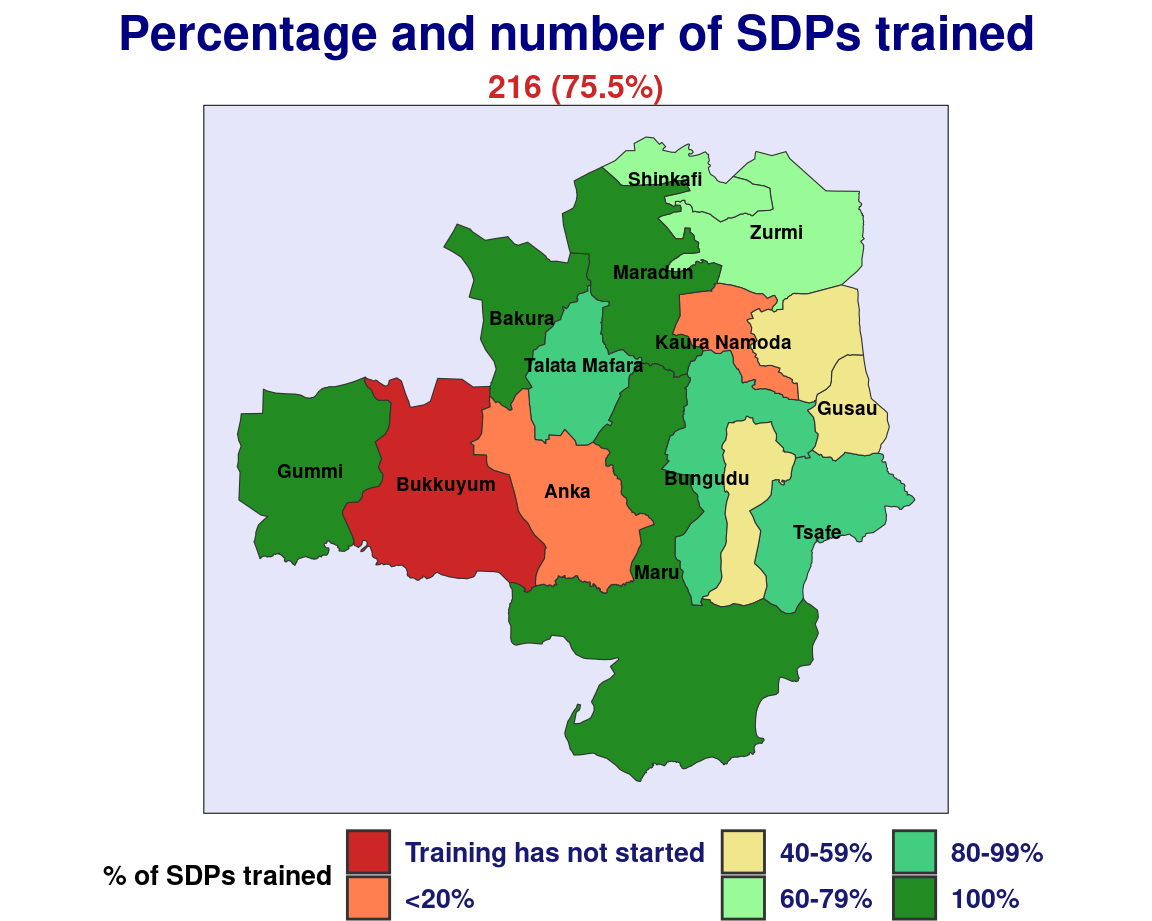 Percentage and number of SDPs trained
216 (75.5%)
Shinkafi
Zurmi
Maradun
Bakura
Kaura Namoda
Talata Mafara
Gusau
Gummi
Bukkuyum
Anka
Bungudu
Tsafe
Maru
% of SDPs trained
Training has not started
<20%
40-59%
60-79%
80-99%
100%